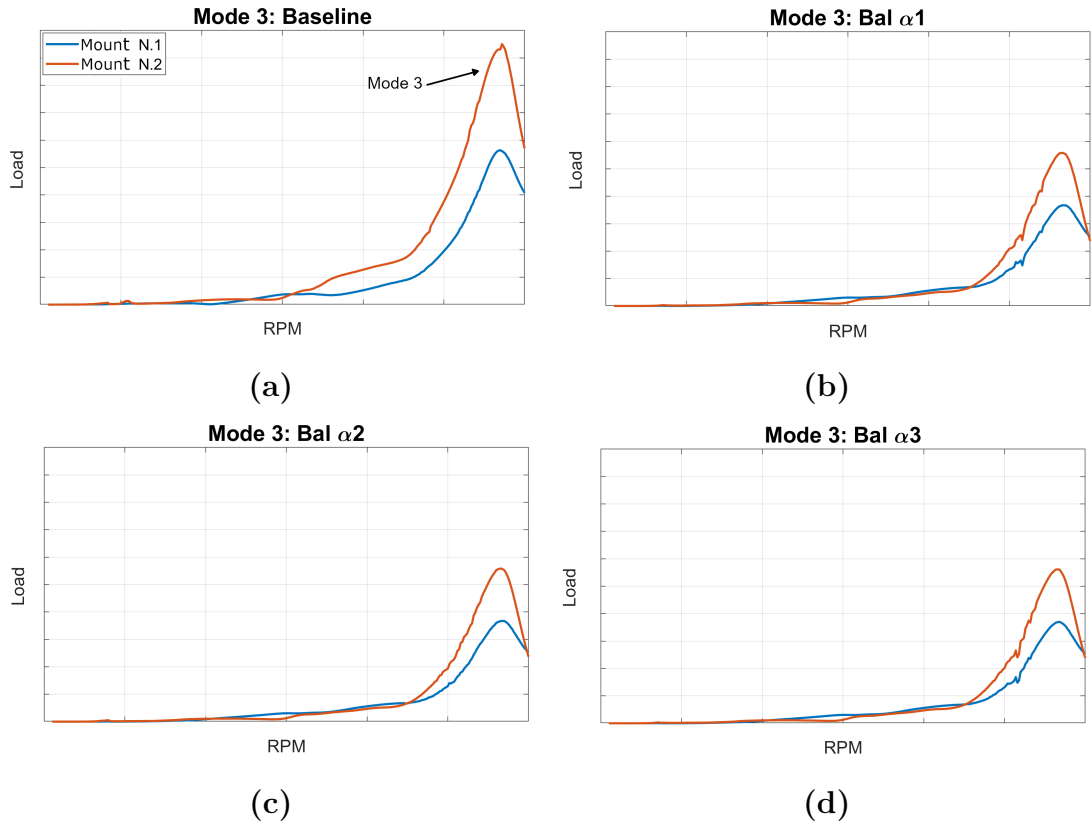 Mode 3: Baseline
Mount N.1
Mount N.2
Mode 3
Load
RPM
(a)
Mode 3: Bal α1
Load
RPM
(b)
Mode 3: Bal α2
Load
RPM
(c)
Mode 3: Bal α3
Load
RPM
(d)